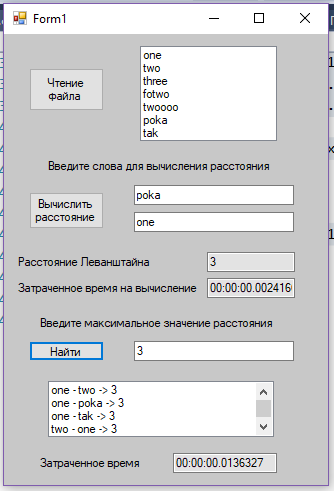 Form1
Чтение
файла
one
two
three
fotwo
twoooo
poka
tak
Введите слова для вычисления расстояния
Вычислить
расстояние
poka
one
Расстояние Леванштайна
3
Затраченное время на вычисление
00:00:00.002416
Введите максимальное значение расстояния
Найти
3
one - two -> 3
one - poka -> 3
one - tak -> 3
two - one -> 3
Затраченное время
00:00:00.0136327